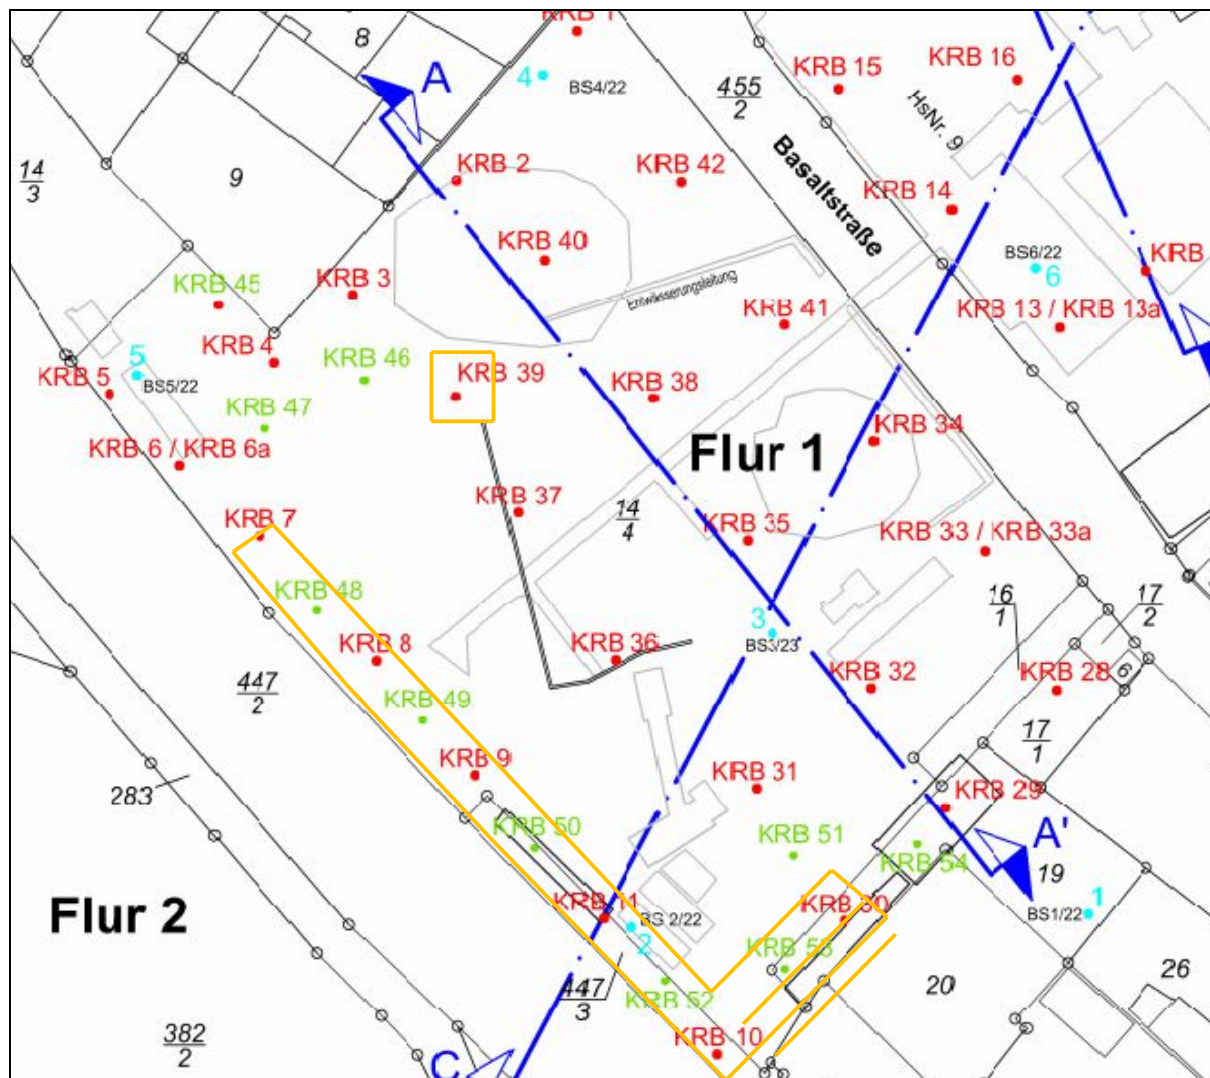 KRB 1
8
A
4
BS4/22
KRB 15
KRB 16
455
2
HsNr. 9
14
3
9
KRB 2
KRB 42
Basaltstraße
KRB 14
KRB 40
BS6/22
6
KRB
KRB 45
KRB 3
Entwässerungsleitung
KRB 41
KRB 13 / KRB 13a
KRB 4
5
KRB 46
KRB 5
BS5/22
KRB 39
KRB 38
KRB 47
KRB 34
KRB 6 / KRB 6a
Flur 1
KRB 37
14
4
KRB 7
KRB 35
KRB 33 / KRB 33a
KRB 48
16
1
17
2
3
BS3/23
KRB 8
KRB 36
KRB 32
KRB 28
6
447
2
KRB 49
17
1
KRB 9
KRB 31
KRB 29
283
KRB 50
KRB 51
A'
KRB 54
19
Flur 2
KRB 11
BS 2/22
2
KRB 30
1
BS1/22
KRB 53
447
3
KRB 52
20
26
382
2
KRB 10
C